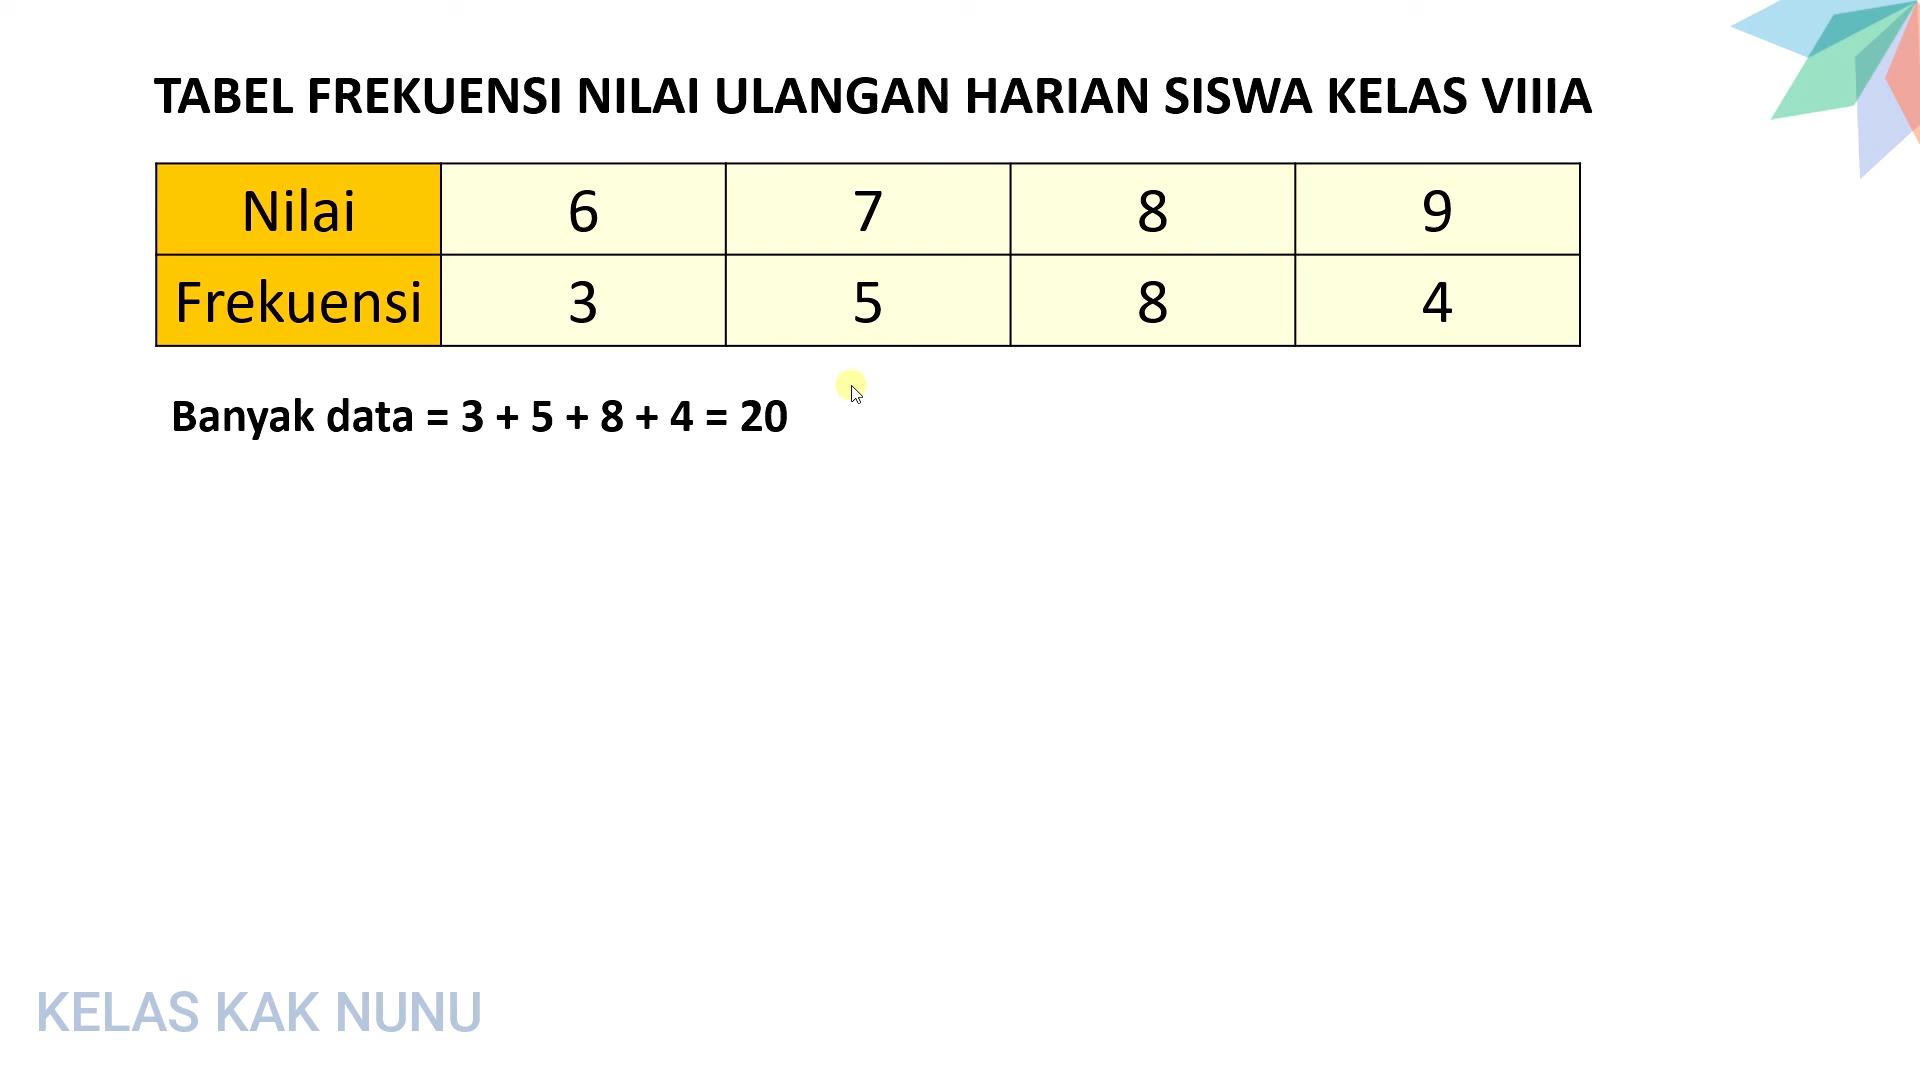 TABEL FREKUENSI NILAI ULANGAN HARIAN SISWA KELAS VIIIA
Nilai 6 7 8 9
Frekuensi 3 5 8 4
Banyak data = 3 + 5 + 8 + 4 = 20
KELAS KAK NUNU